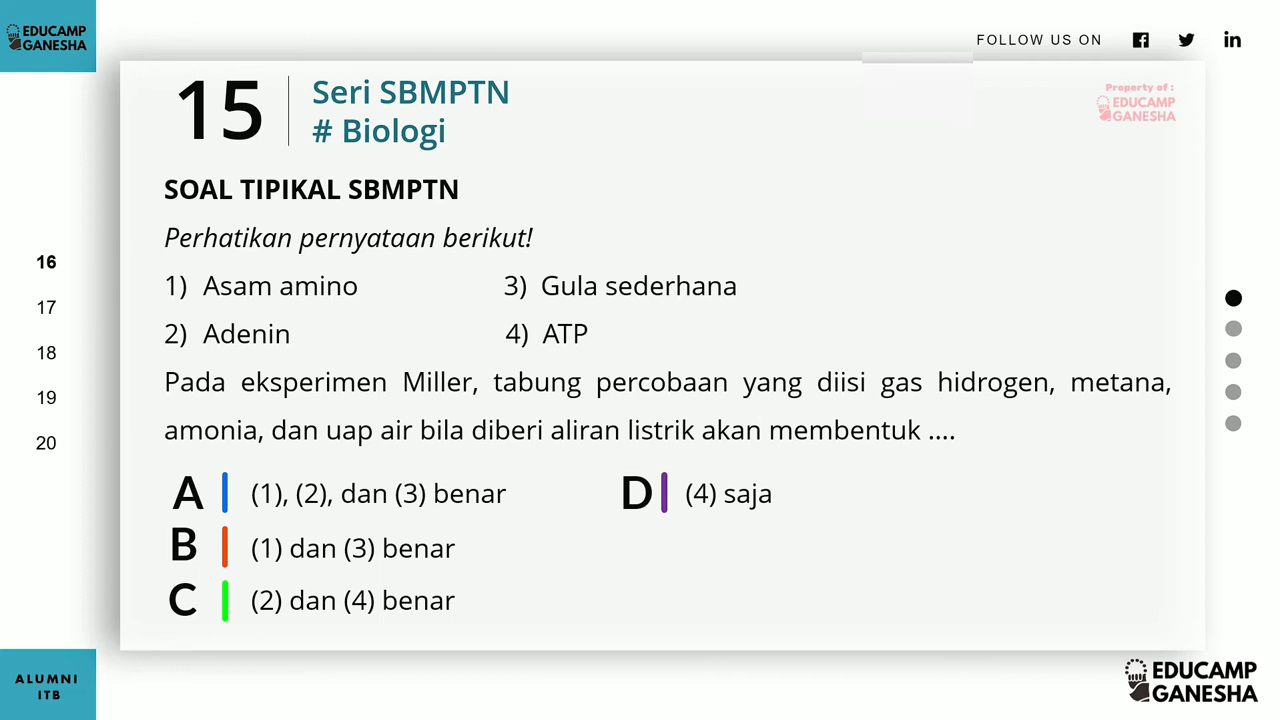 EDUCAMP
GANESHA
FOLLOW US ON
15
Seri SBMPTN
# Biologi
Property of :
EDUCAMP
GANESHA
SOAL TIPIKAL SBMPTN
Perhatikan pernyataan berikut!
1) Asam amino
3) Gula sederhana
2) Adenin
4) ATP
Pada eksperimen Miller, tabung percobaan yang diisi gas hidrogen, metana,
amonia, dan uap air bila diberi aliran listrik akan membentuk ....
A (1), (2), dan (3) benar
D (4) saja
B (1) dan (3) benar
C (2) dan (4) benar
16
17
18
19
20
ALUMNI
ITB
EDUCAMP
GANESHA